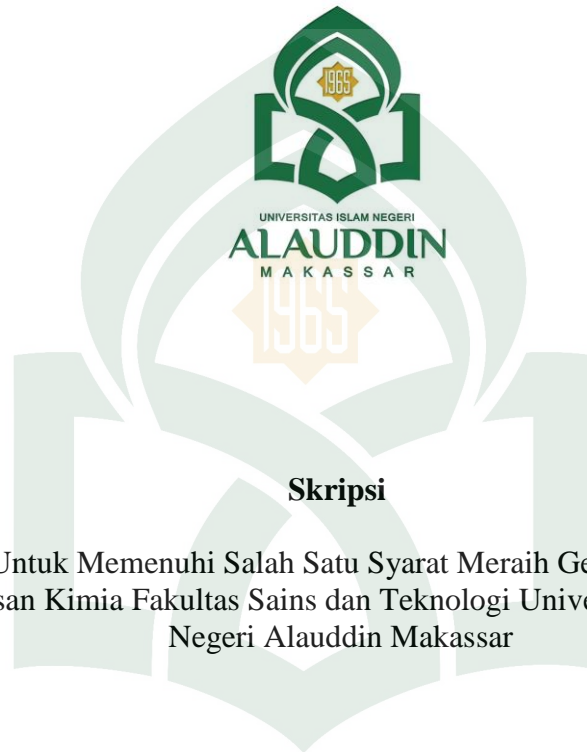 1965
UNIVERSITAS ISLAM NEGERI
ALAUDDIN
MAKASSAR
1965
Skripsi
Untuk Memenuhi Salah Satu Syarat Meraih
Kimia Fakultas Sains dan Teknologi
Negeri Alauddin Makassar